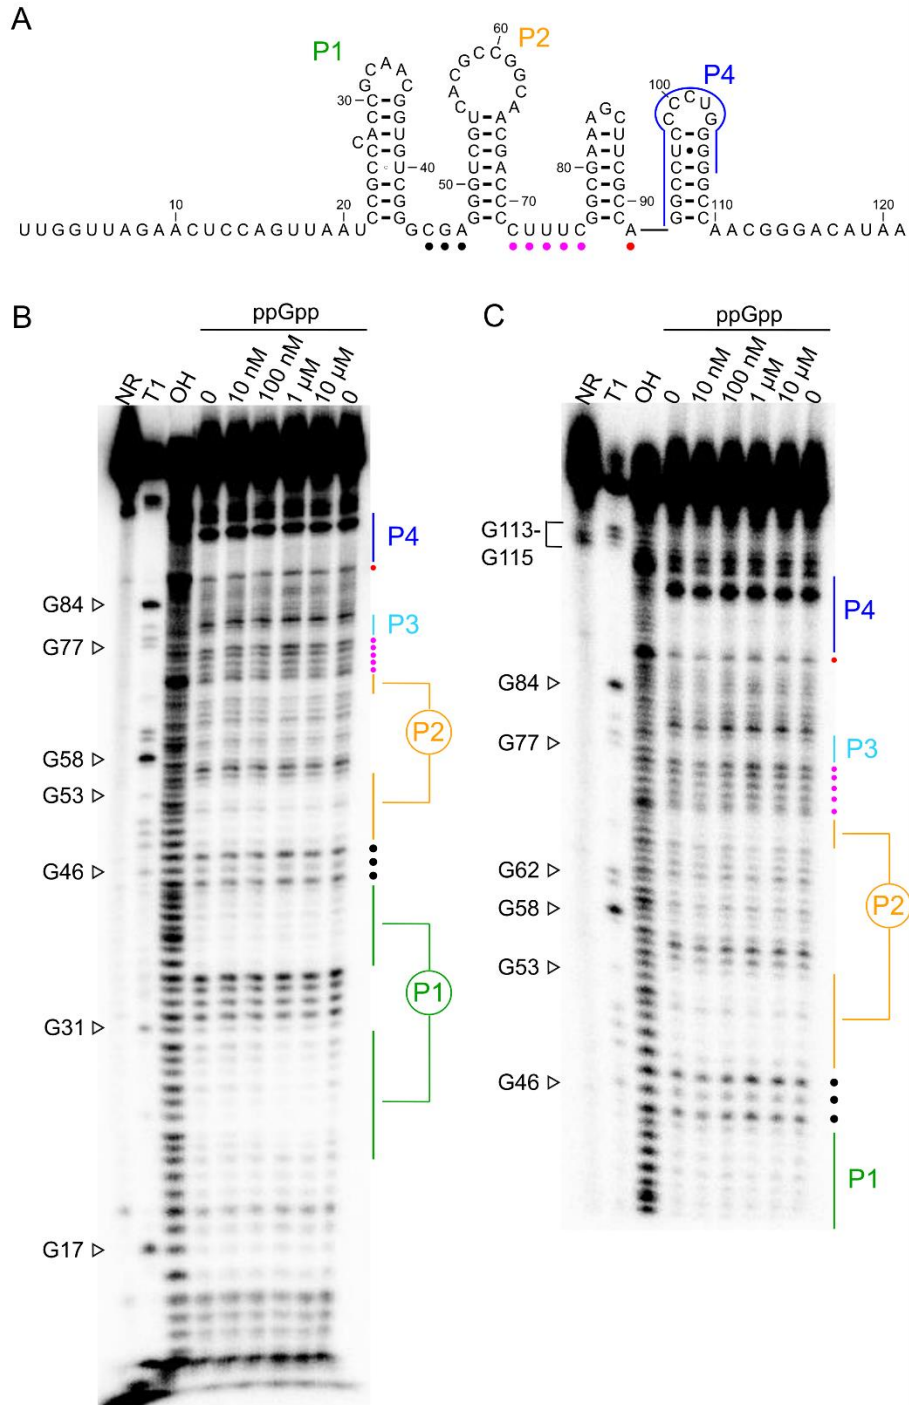 A
P1
P2
P4
60
30
100
40
80
50
70
90
10
20
110
120
UUGGUUAGAACUCCAGUUAAU
CGA
CUUUC
A
AACGGGACAUAA
B
ppGpp
NR
T1
OH
0
10 nM
100 nM
1 µM
10 µM
0
G84
G77
G58
G53
G46
G31
G17
P4
P3
P2
P1
C
ppGpp
NR
T1
OH
0
10 nM
100 nM
1 µM
10 µM
0
G113-
G115
G84
G77
G62
G58
G53
G46
P4
P3
P2
P1